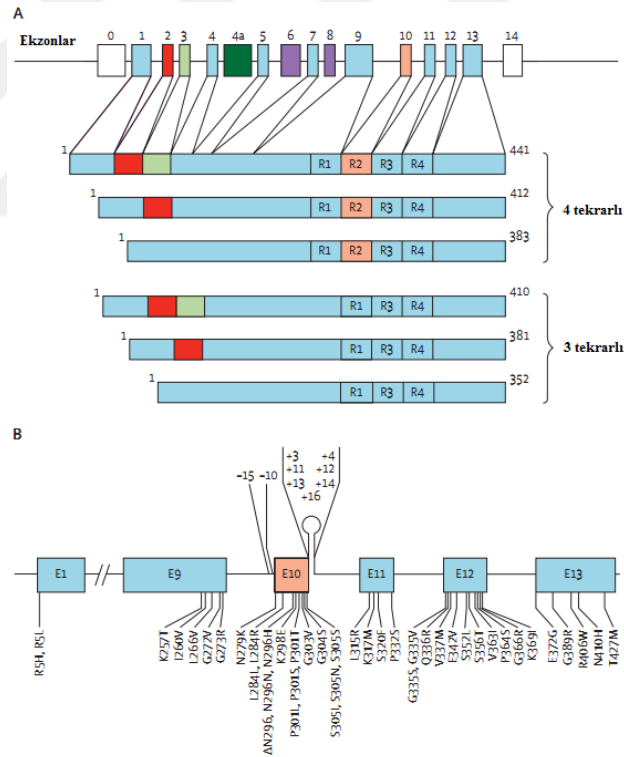 A
Ekzonlar
0 1 2 3 4 4a 5 6 7 8 9 10 11 12 13 14
1 441
R1 R2 R3 R4
1 412
R1 R2 R3 R4
1 383
R1 R2 R3 R4
4 tekrarlı
1 410
R1 R3 R4
1 381
R1 R3 R4
1 352
R1 R3 R4
3 tekrarlı
B
+3 +4
+11 +12
+13 +14
+16
−15 −10
E1 E9 E10 E11 E12 E13
R5H, R5L
K257T
I260V
L266V
G272V
G273R
N279K
L284L, L284R
ΔN296, N296N, N296H
K298E
P301L, P301S, P301T
G303V
G304S
S305I, S305N, S305S
L315R
K317M
S320F
P332S
G335S, G335V
Q336R
V337M
E342V
S352L
S356T
V363I
P364S
G366R
K369I
E372G
G389R
R406W
N410H
T427M